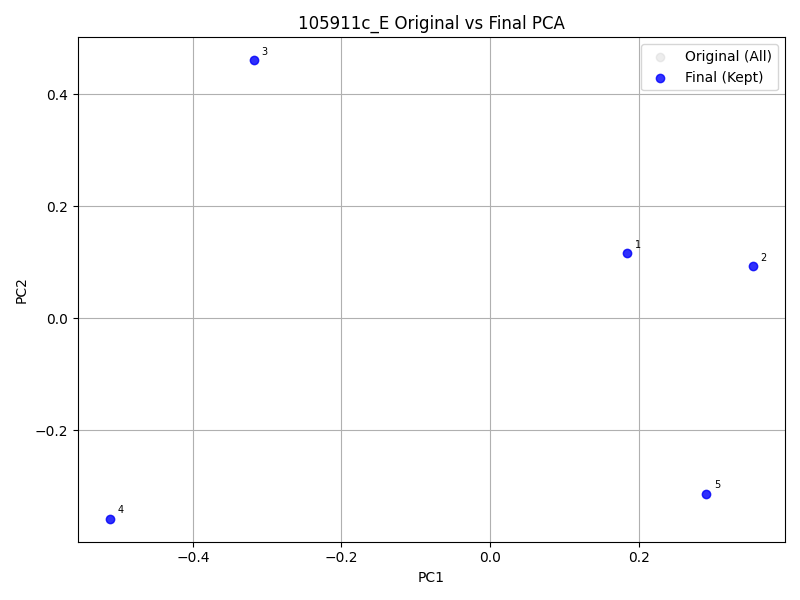 105911c_E Original vs Final PCA
Original (All)
Final (Kept)
3
1
2
5
4
0.4
0.2
0.0
−0.2
−0.4
−0.2
0.0
0.2
PC2
PC1